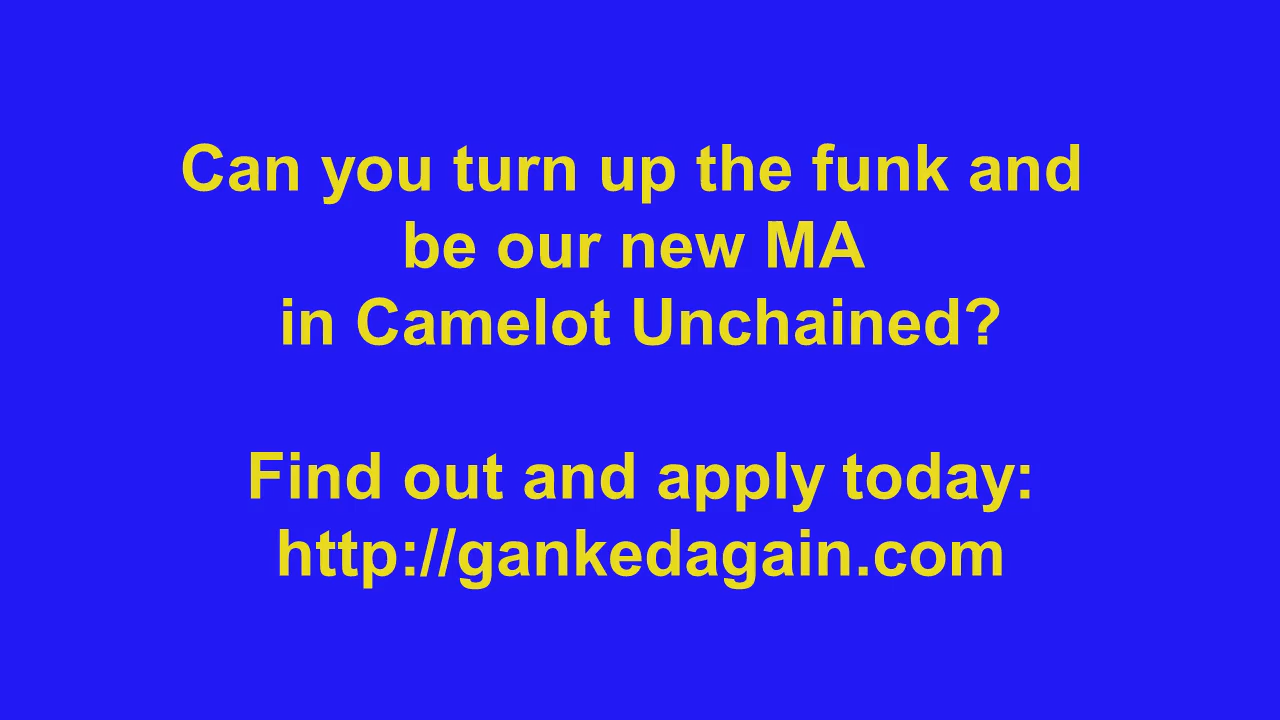 Can you turn up the funk and
be our new MA
in Camelot Unchained?
Find out and apply today:
http://gankedagain.com